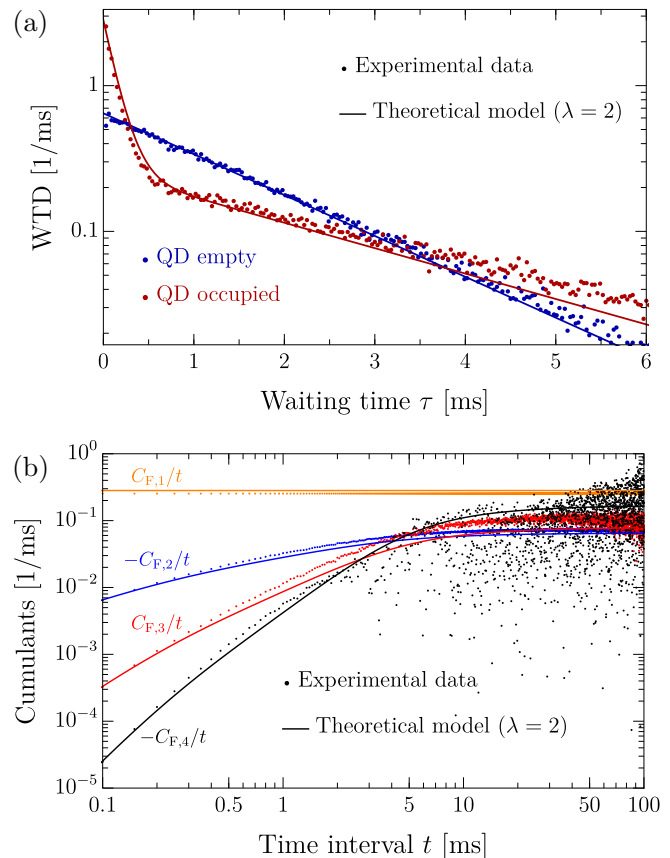 (a)
WTD [1/ms]
1
0.1
Experimental data
Theoretical model (λ = 2)
QD empty
QD occupied
0 1 2 3 4 5 6
Waiting time τ [ms]
(b)
Cumulants [1/ms]
10⁰
10⁻¹
10⁻²
10⁻³
10⁻⁴
10⁻⁵
C_F,1/t
−C_F,2/t
C_F,3/t
−C_F,4/t
Experimental data
Theoretical model (λ = 2)
0.1 0.5 1 5 10 50 100
Time interval t [ms]